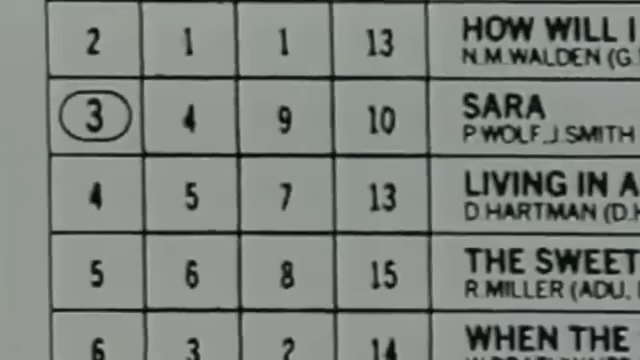 2 1 1 13 HOW WILL I
N.M.WALDEN (G.
3 4 9 10 SARA
P.WOLF,J.SMITH
4 5 7 13 LIVING IN A
D.HARTMAN (D.H
5 6 8 15 THE SWEET
R.MILLER (ADU,
6 3 2 14 WHEN THE